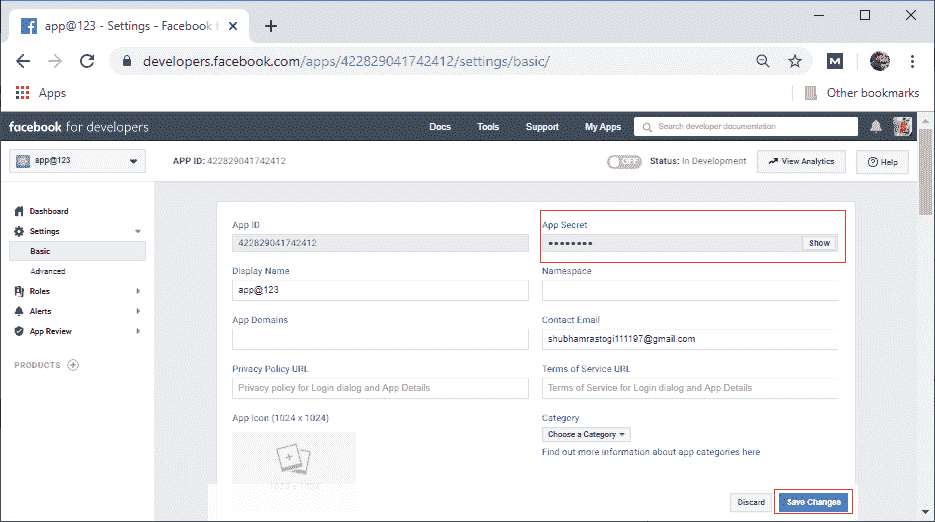 app@123 - Settings - Facebook f
developers.facebook.com/apps/422829041742412/settings/basic/
M
Apps
Other bookmarks
facebook for developers
Docs
Tools
Support
My Apps
Search developer documentation
app@123
APP ID: 422829041742412
OFF
Status: In Development
View Analytics
Help
Dashboard
Settings
Basic
Advanced
Roles
Alerts
App Review
PRODUCTS
App ID
422829041742412
App Secret
Show
Display Name
app@123
Namespace
App Domains
Contact Email
shubhamrastogi111197@gmail.com
Privacy Policy URL
Privacy policy for Login dialog and App Details
Terms of Service URL
Terms of Service for Login dialog and App Details
App Icon (1024 x 1024)
1024 x 1024
Category
Choose a Category
Find out more information about app categories here
Discard
Save Changes